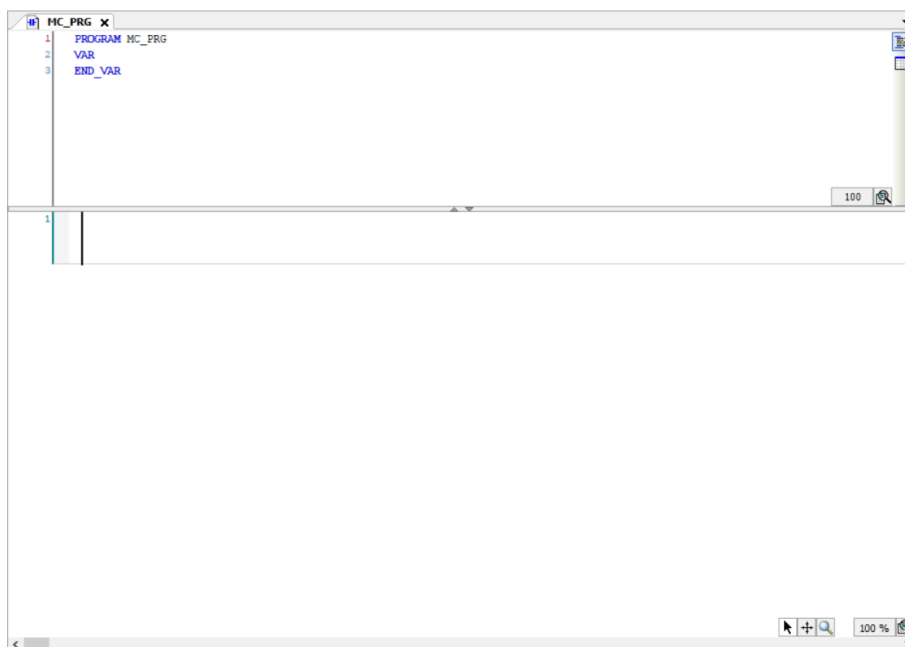 MC_PRG
1 PROGRAM MC_PRG
2 VAR
3 END_VAR
100
1
100 %